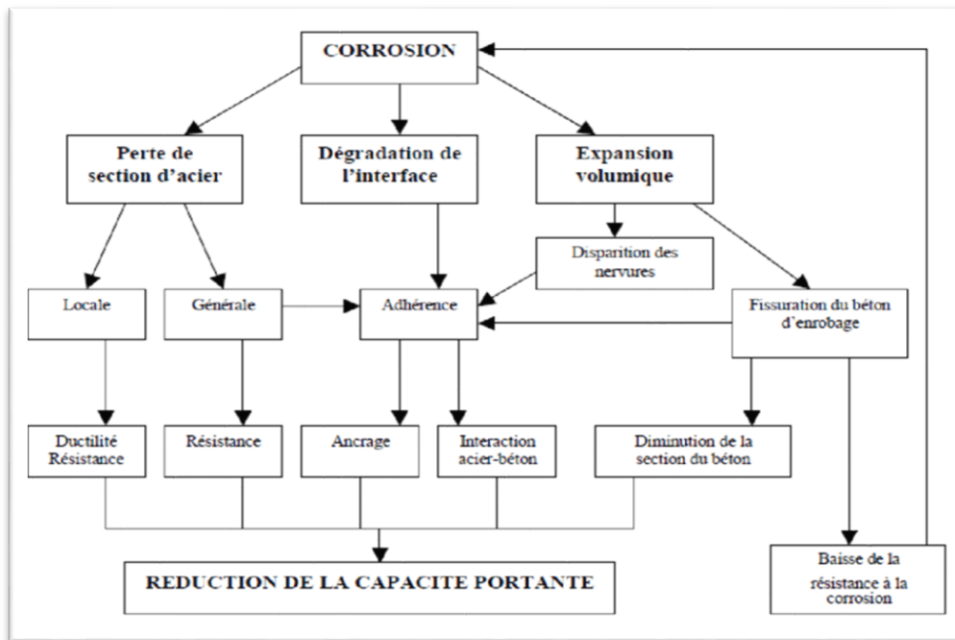 CORROSION
Perte de
section d'acier
Dégradation de
l'interface
Expansion
volumique
Disparition des
nervures
Locale
Générale
Adhérence
Fissuration du béton
d'enrobage
Ductilité
Résistance
Résistance
Ancrage
Interaction
acier-béton
Diminution de la
section du béton
REDUCTION DE LA CAPACITE PORTANTE
Baisse de la
résistance à la
corrosion